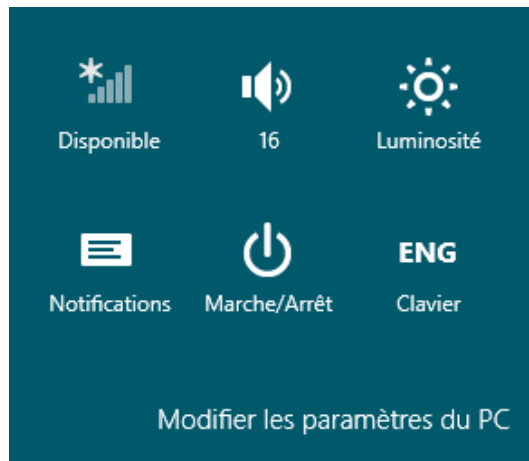 Disponible
16
Luminosité
ENG
Notifications
Marche/Arrêt
Clavier
Modifier les paramètres du PC